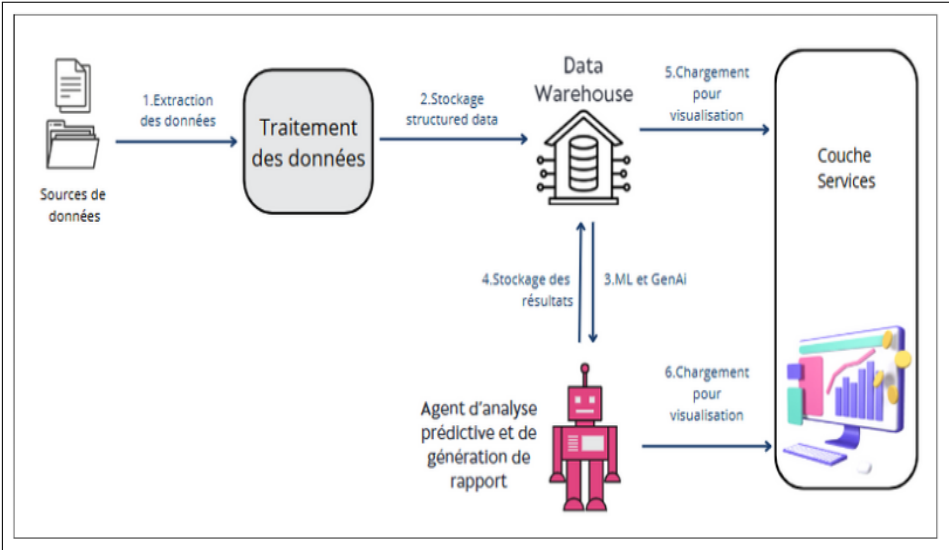 1.Extraction
des données
Sources de
données
Traitement
des données
2.Stockage
structured data
Data
Warehouse
5.Chargement
pour
visualisation
Couche
Services
4.Stockage des
résultats
3.ML et GenAi
Agent d'analyse
prédictive et de
génération de
rapport
6.Chargement
pour
visualisation